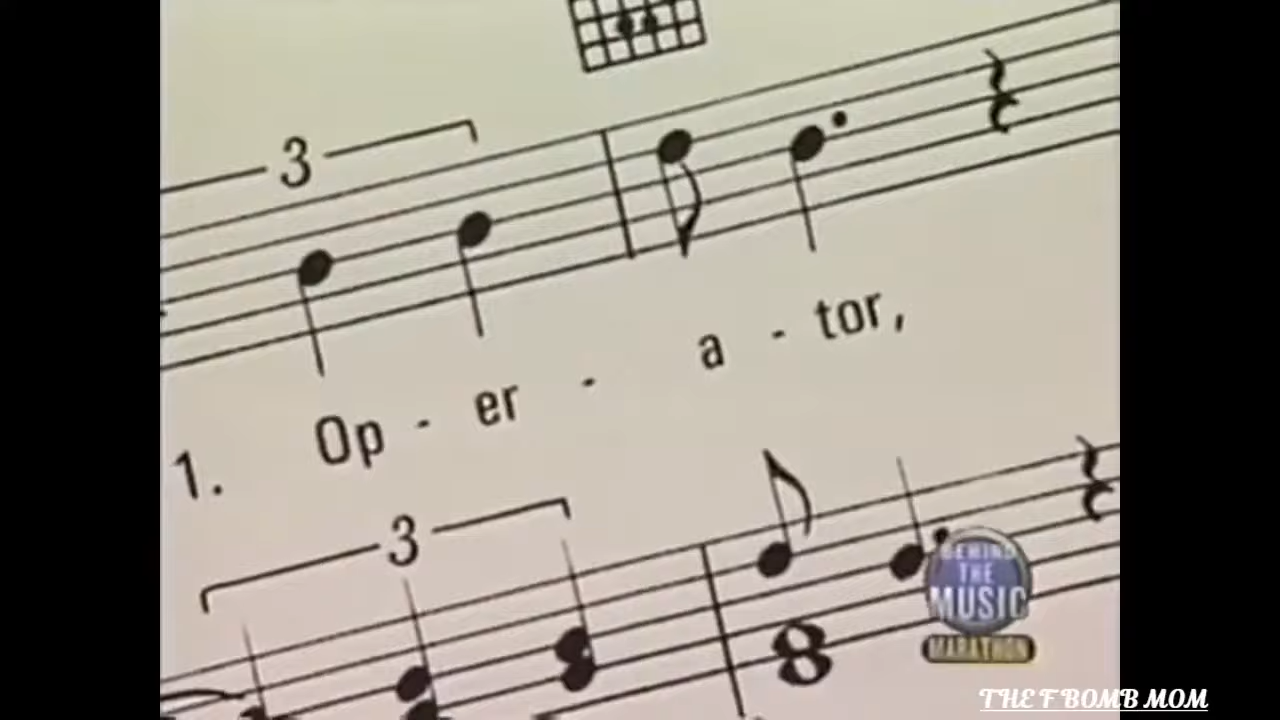 3
1. Op - er - a - tor,
3
8
BEHIND
THE
MUSIC
MARATHON
THE F BOMB MOM